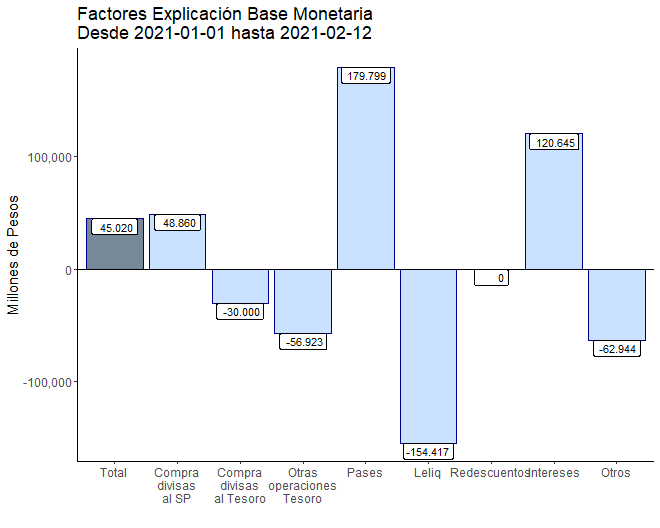 Factores Explicación Base Monetaria
Desde 2021-01-01 hasta 2021-02-12
Millones de Pesos
100,000
0
-100,000
45.020
48.860
-30.000
-56.923
179.799
-154.417
0
120.645
-62.944
Total
Compra
divisas
al SP
Compra
divisas
al Tesoro
Otras
operaciones
Tesoro
Pases
Leliq
Redescuentos
Intereses
Otros